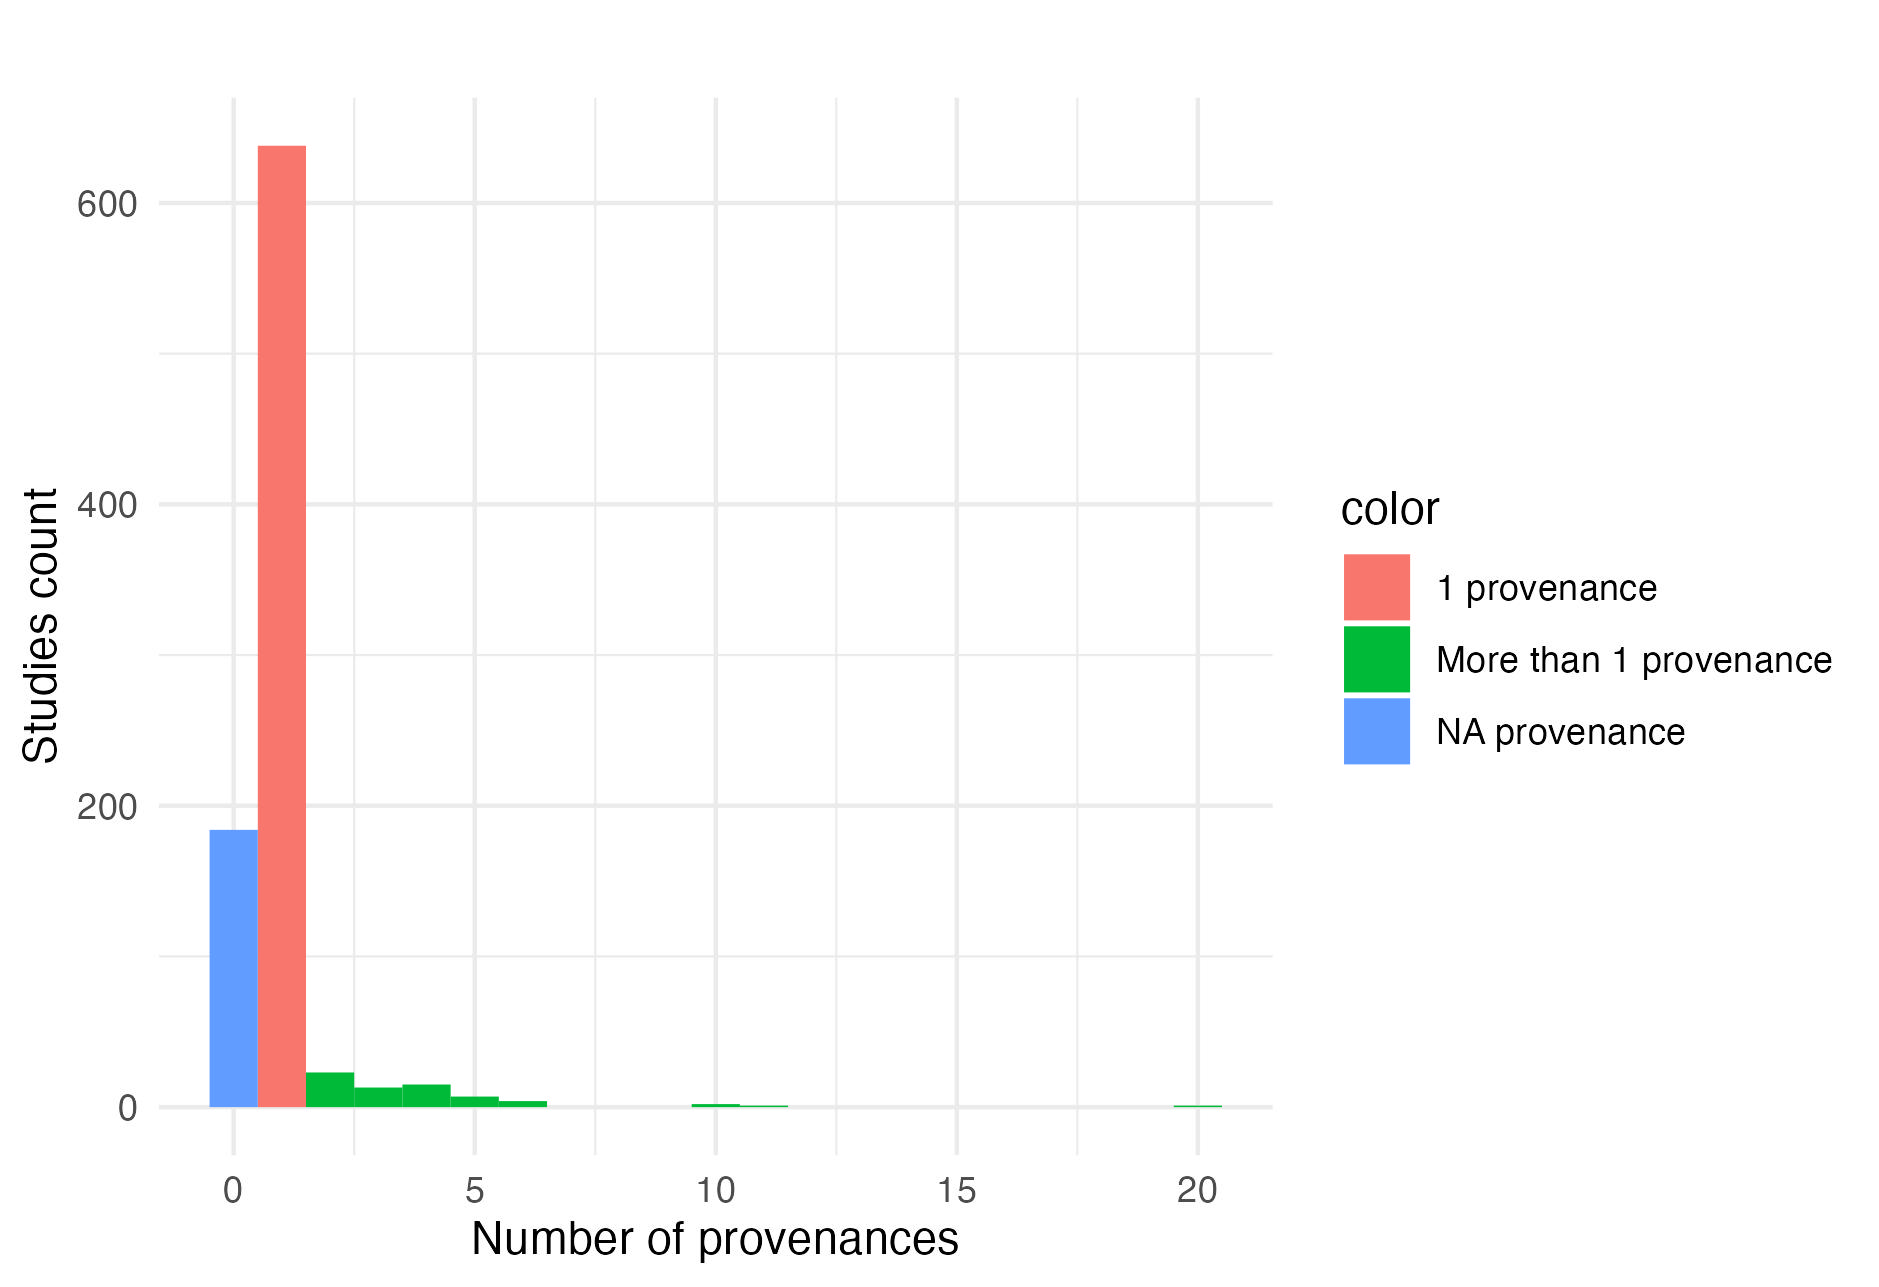 600
400
200
0
Studies count
0 5 10 15 20
Number of provenances
color
1 provenance
More than 1 provenance
NA provenance